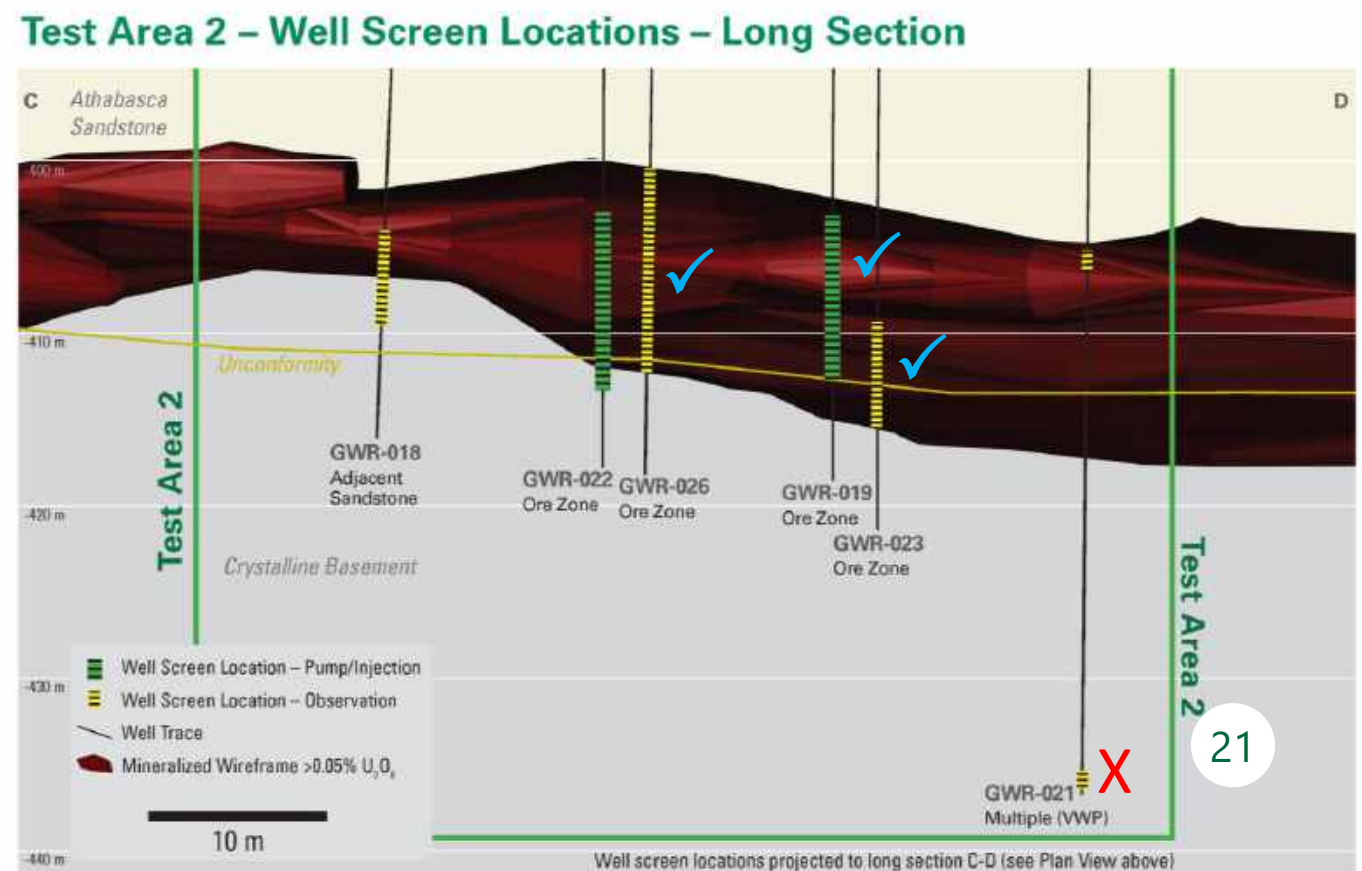 Test Area 2 – Well Screen Locations – Long Section
C
Athabasca
Sandstone
D
-400 m
-410 m
Unconformity
Test Area 2
GWR-018
Adjacent
Sandstone
GWR-022
Ore Zone
GWR-026
Ore Zone
GWR-019
Ore Zone
GWR-023
Ore Zone
-420 m
Crystalline Basement
Test Area 2
Well Screen Location – Pump/Injection
Well Screen Location – Observation
Well Trace
Mineralized Wireframe >0.05% U₃O₈
10 m
-430 m
21
X
GWR-021
Multiple (VWP)
-440 m
Well screen locations projected to long section C-D (see Plan View above)